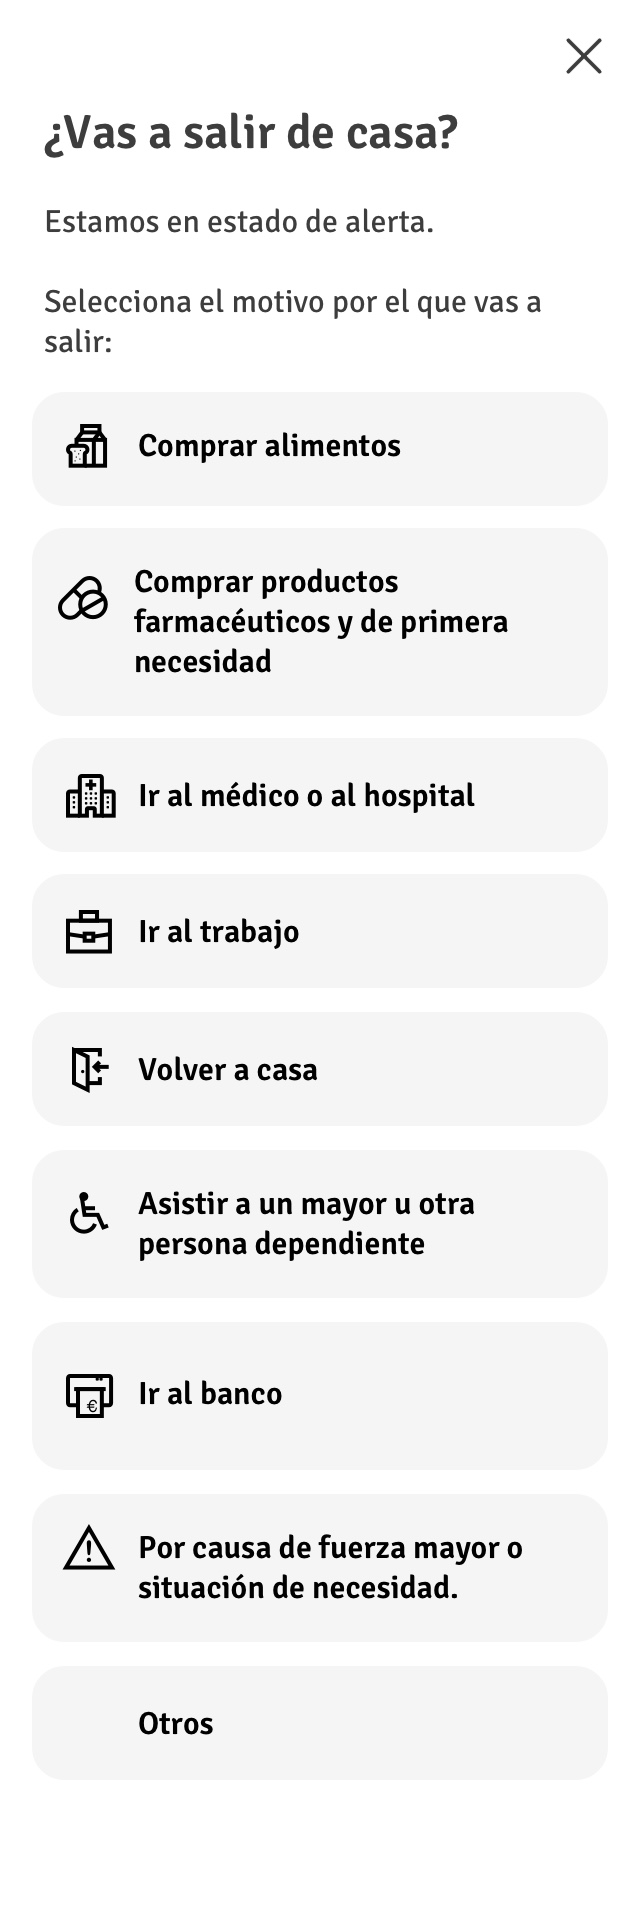 ¿Vas a salir de casa?
Estamos en estado de alerta.
Selecciona el motivo por el que vas a
salir:
Comprar alimentos
Comprar productos
farmacéuticos y de primera
necesidad
Ir al médico o al hospital
Ir al trabajo
Volver a casa
Asistir a un mayor u otra
persona dependiente
€
Ir al banco
Por causa de fuerza mayor o
situación de necesidad.
Otros